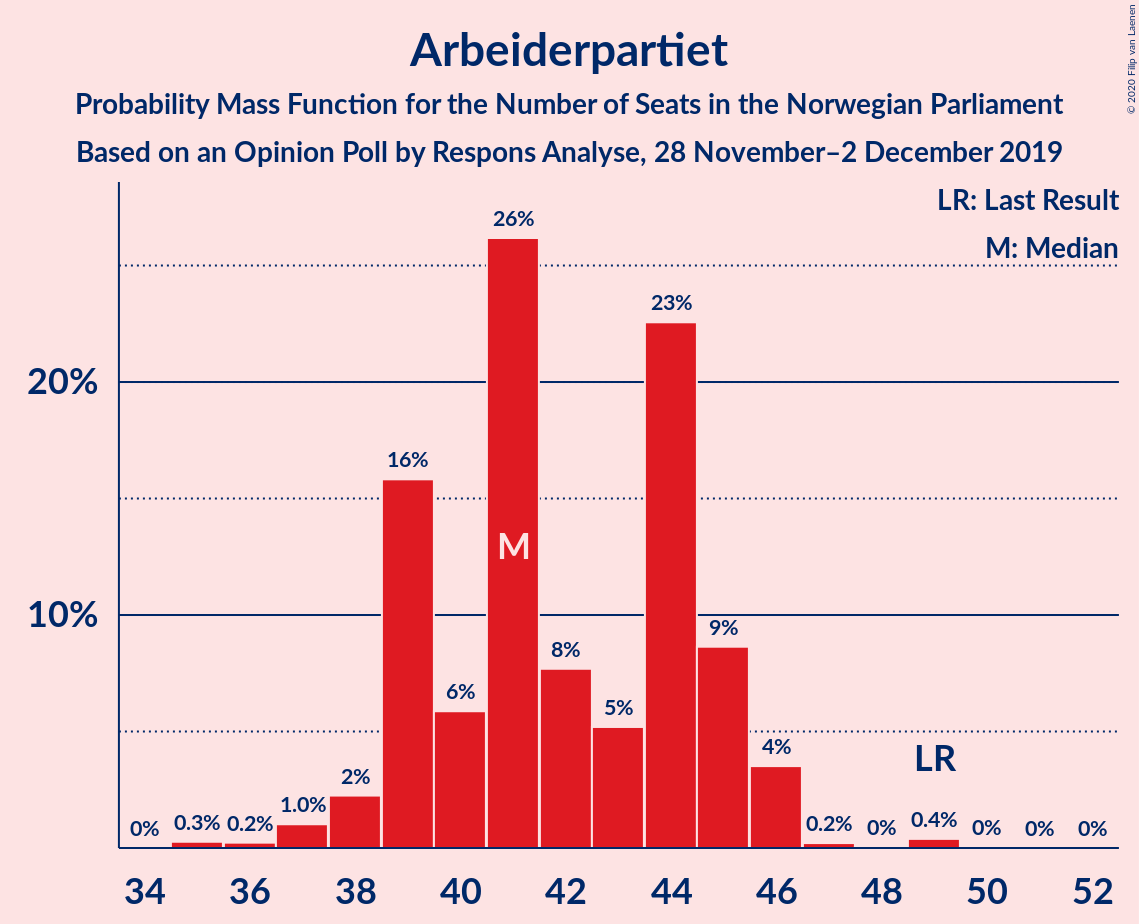 © 2020 Filip van Laenen
Arbeiderpartiet
Probability Mass Function for the Number of Seats in the Norwegian Parliament
Based on an Opinion Poll by Respons Analyse, 28 November–2 December 2019
LR: Last Result
M: Median
26%
23%
20%
16%
M
10%
9%
8%
6%
5%
4%
LR
2%
1.0%
0% 0.3% 0.2% 0.2% 0% 0.4% 0% 0% 0%
34 36 38 40 42 44 46 48 50 52